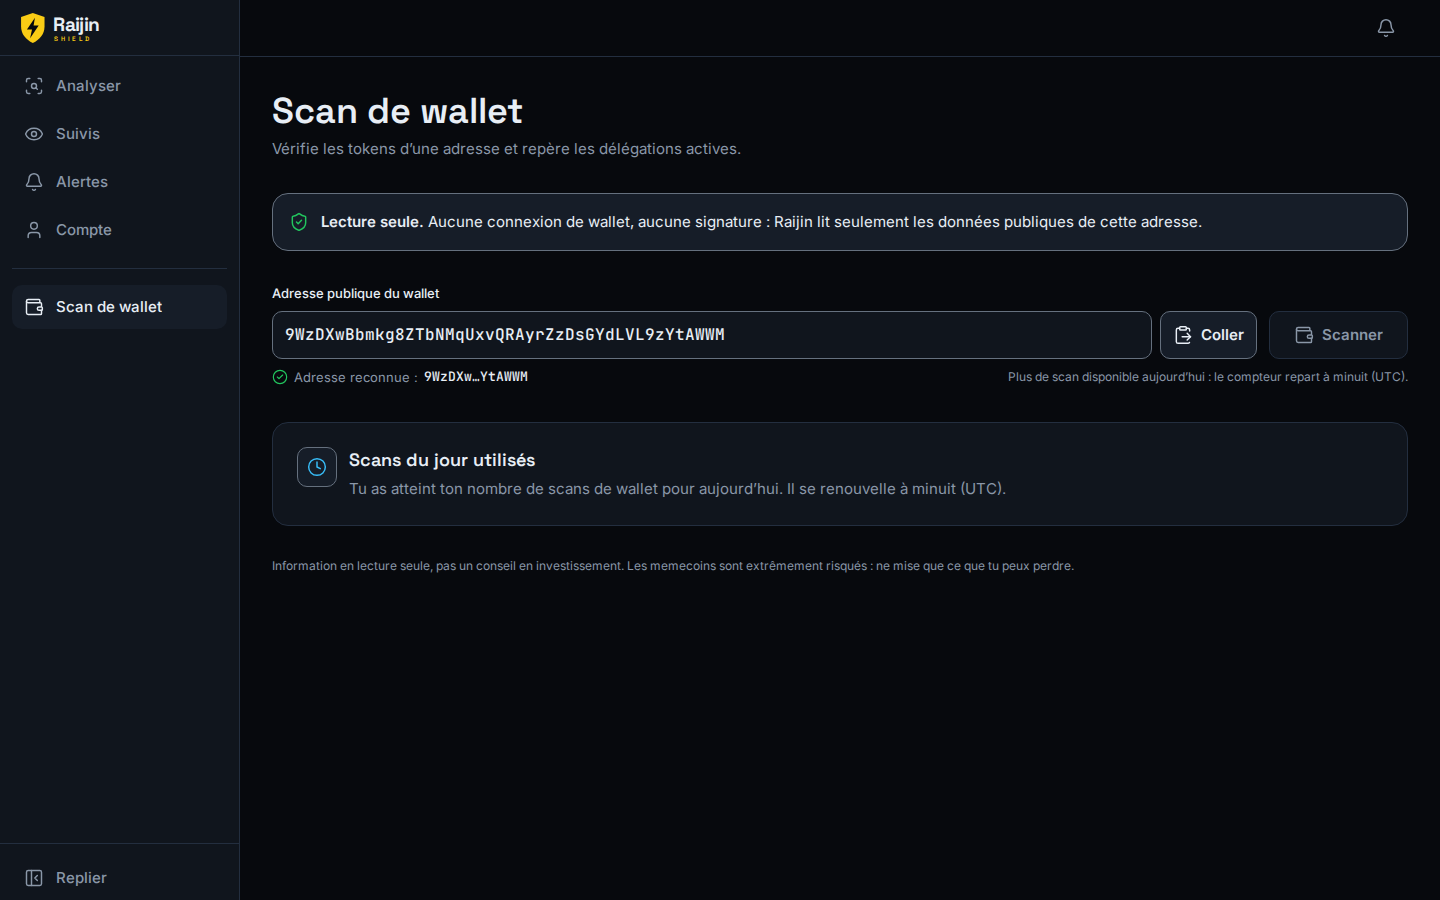 Raijin
SHIELD
Analyser
Suivis
Alertes
Compte
Scan de wallet
Replier
Scan de wallet
Vérifie les tokens d’une adresse et repère les délégations actives.
Lecture seule. Aucune connexion de wallet, aucune signature : Raijin lit seulement les données publiques de cette adresse.
Adresse publique du wallet
9WzDXwBbmkg8ZTbNMqUxvQRAyrZzDsGYdLVL9zYtAWWM
Coller
Scanner
Adresse reconnue : 9WzDXw…YtAWWM
Plus de scan disponible aujourd’hui : le compteur repart à minuit (UTC).
Scans du jour utilisés
Tu as atteint ton nombre de scans de wallet pour aujourd’hui. Il se renouvelle à minuit (UTC).
Information en lecture seule, pas un conseil en investissement. Les memecoins sont extrêmement risqués : ne mise que ce que tu peux perdre.